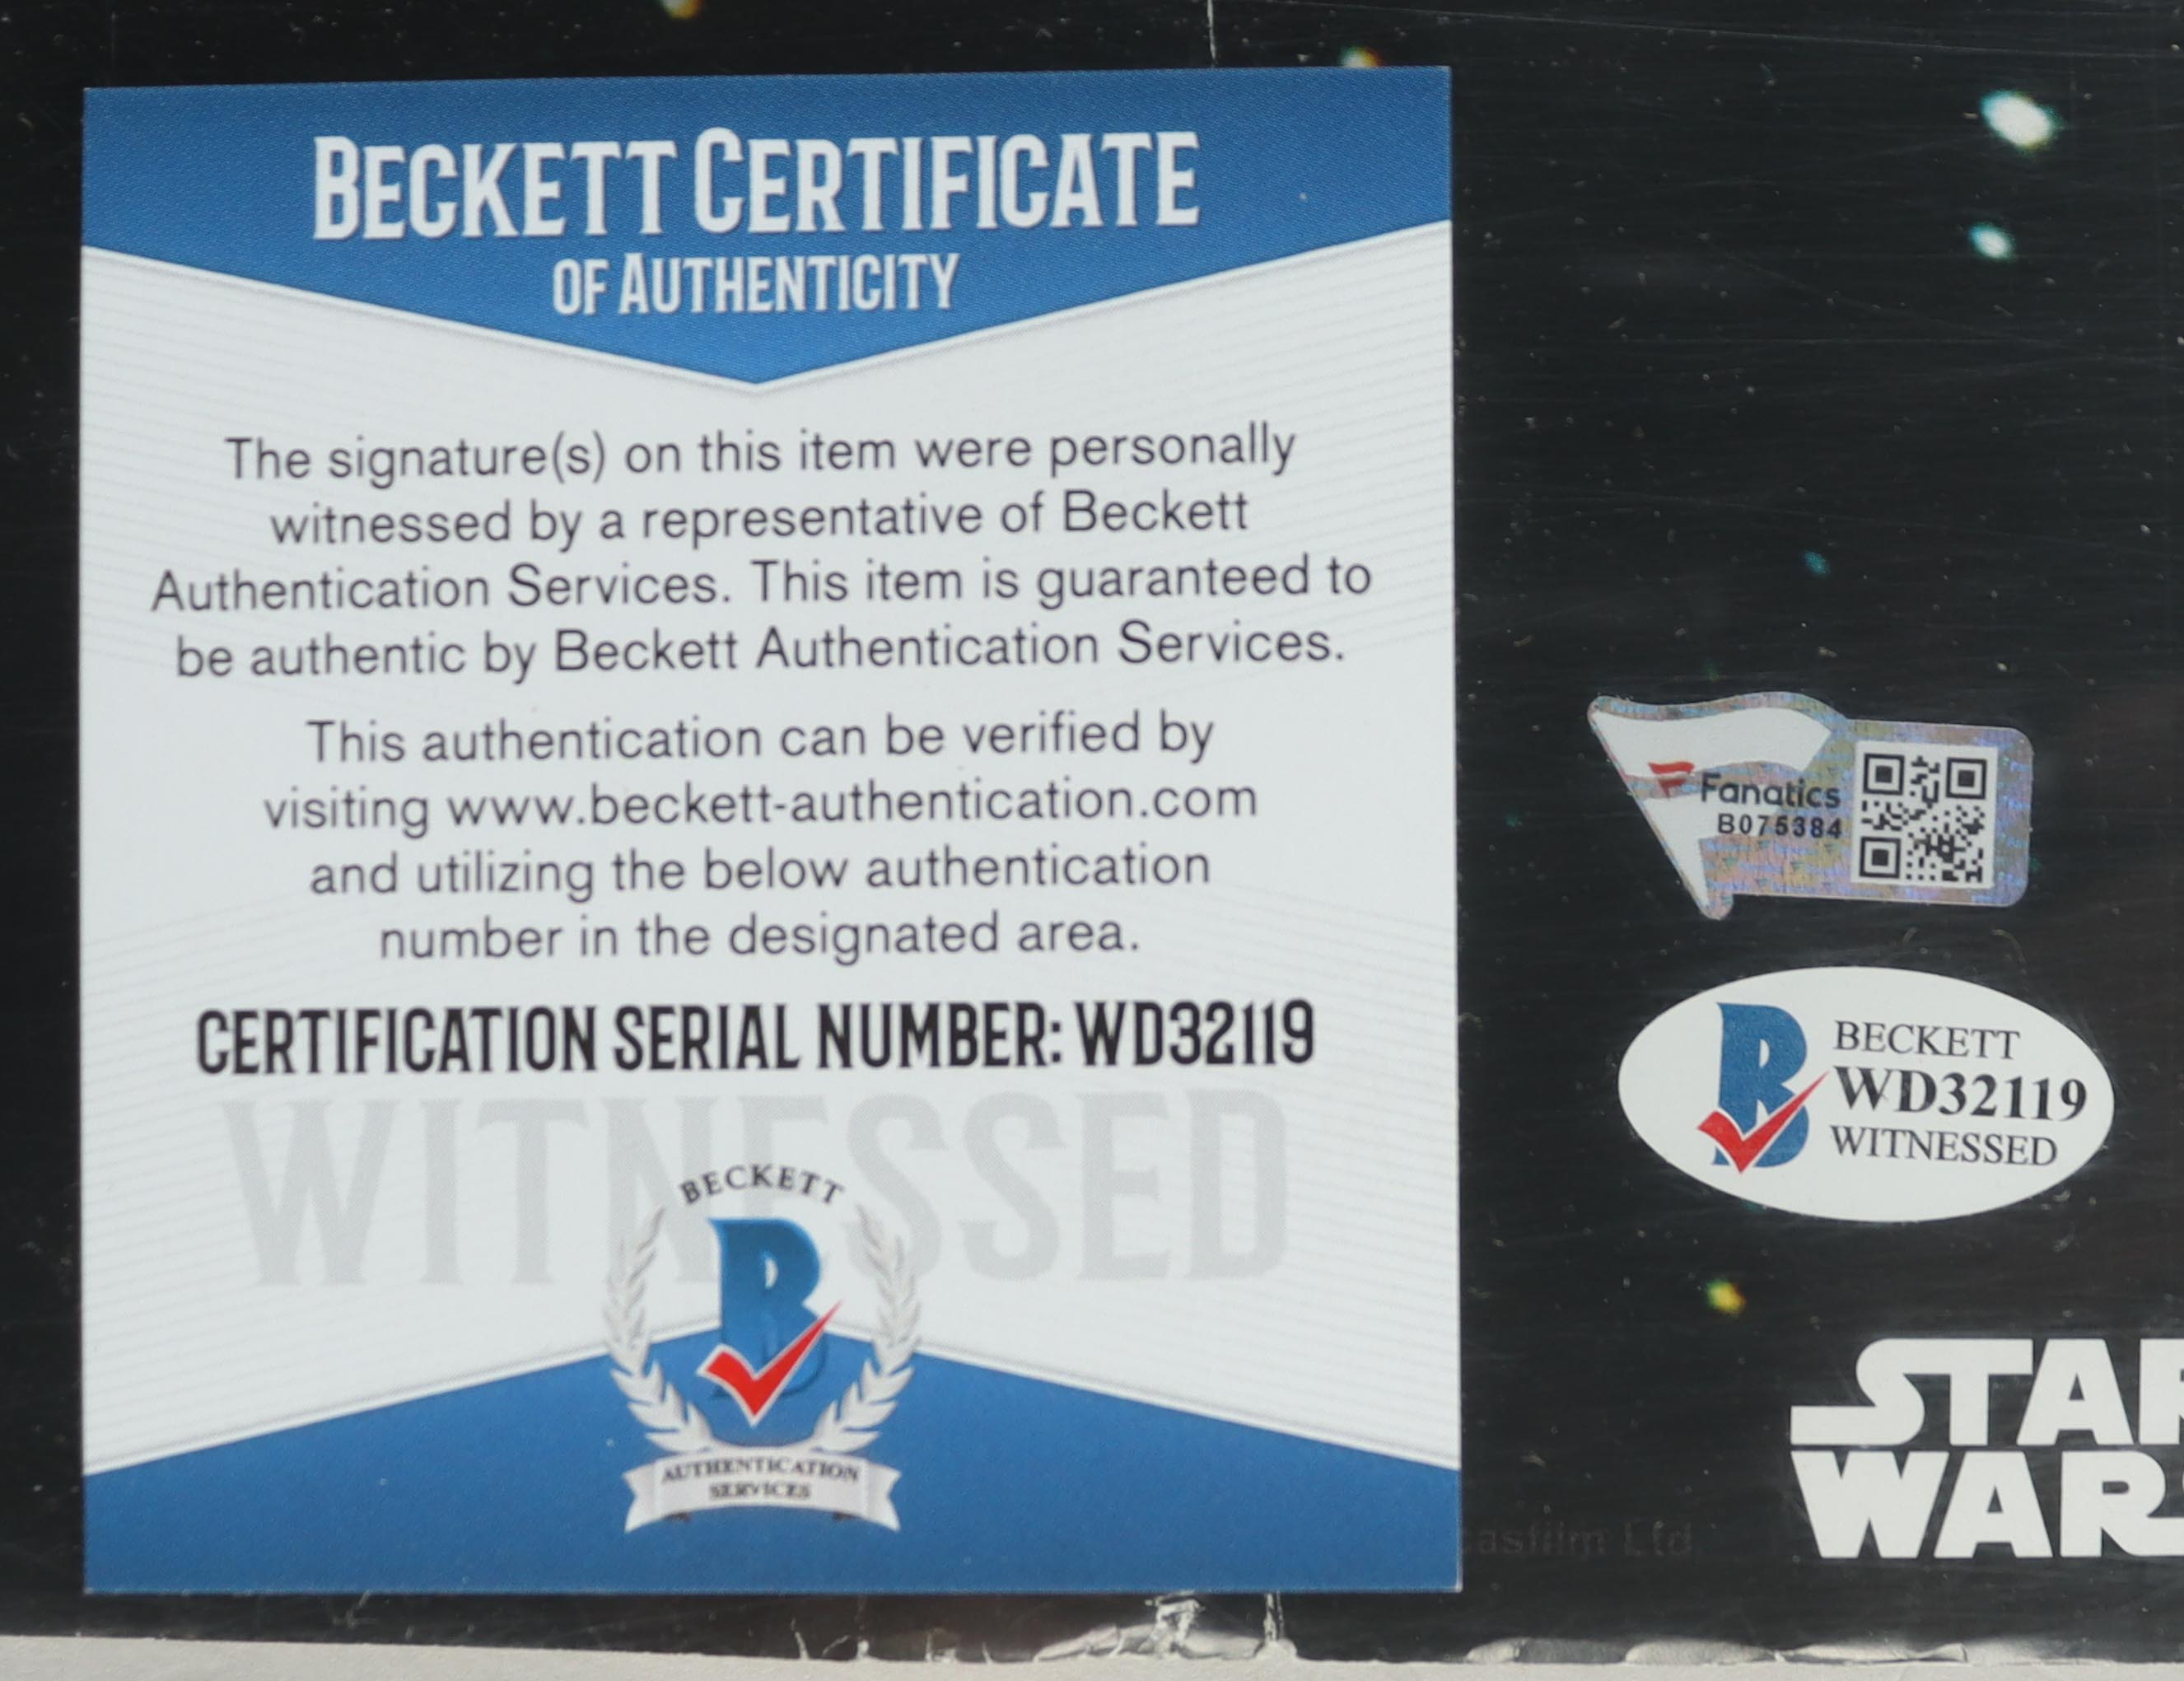 BECKETT CERTIFICATE
OF AUTHENTICITY
The signature(s) on this item were personally
witnessed by a representative of Beckett
Authentication Services. This item is guaranteed to
be authentic by Beckett Authentication Services.
This authentication can be verified by
visiting www.beckett-authentication.com
and utilizing the below authentication
number in the designated area.
CERTIFICATION SERIAL NUMBER: WD32119
WITNESSED
BECKETT
B
AUTHENTICATION
SERVICES
F
Fanatics
B075384
B
BECKETT
WD32119
WITNESSED
STAR
WARS
Ltd.